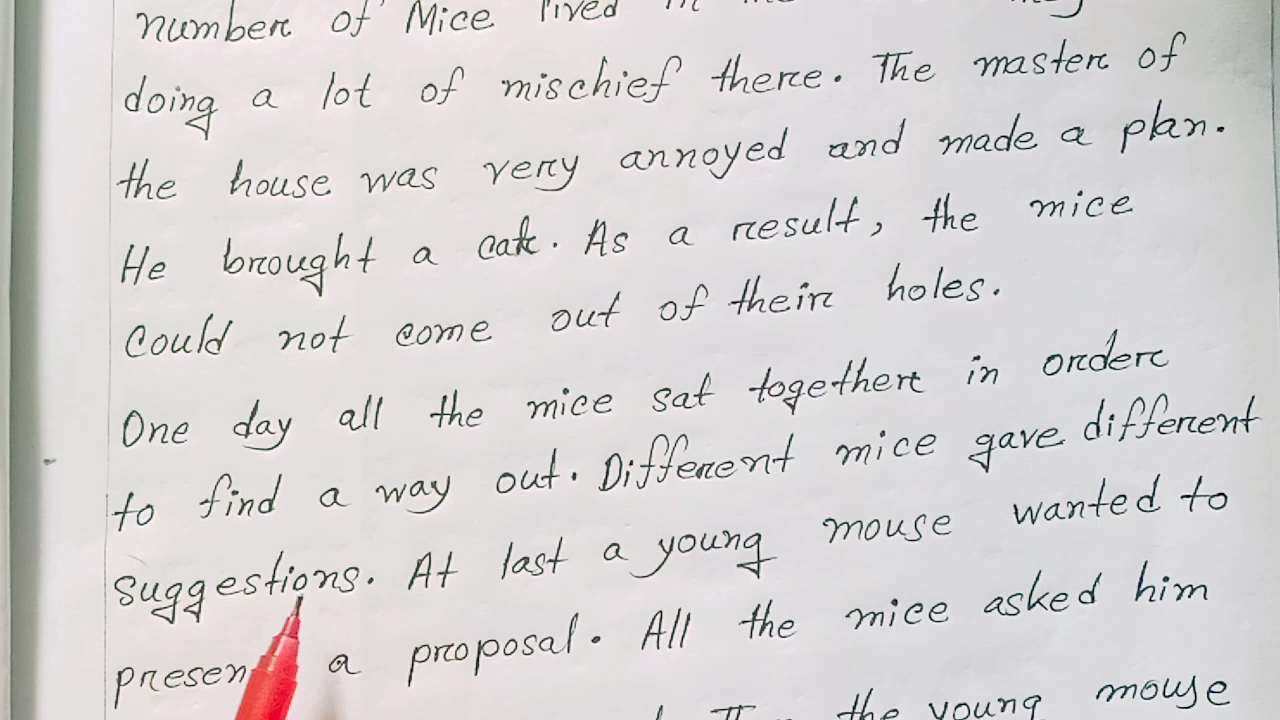 number of Mice lived in
doing a lot of mischief there. The master of
the house was very annoyed and made a plan.
He brought a cat. As a result, the mice
Could not come out of their holes.
One day all the mice sat together in order
to find a way out. Different mice gave different
suggestions. At last a young mouse wanted to
present a proposal. All the mice asked him
the young mouse